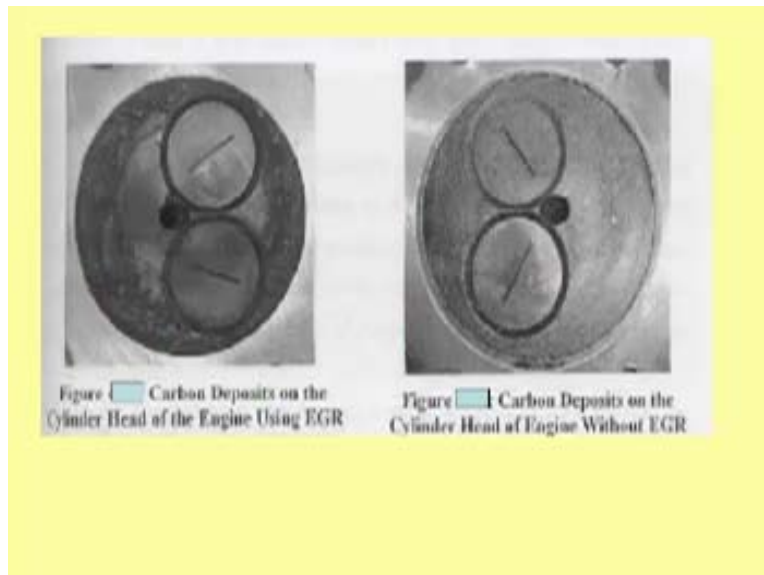 Figure Carbon Deposits on the
Cylinder Head of the Engine Using EGR
Figure : Carbon Deposits on the
Cylinder Head of Engine Without EGR